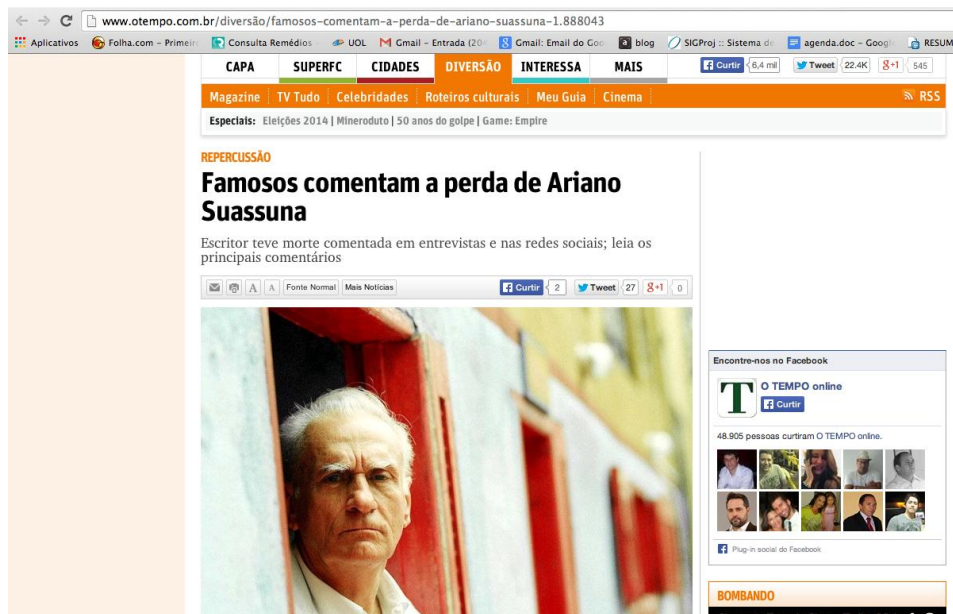 www.otempo.com.br/diversão/famosos-comentam-a-perda-de-ariano-suassuna-1.888043
Aplicativos Folha.com – Primeir Consulta Remédios UOL Gmail – Entrada (20 Gmail: Email do Goo blog SIGProj :: Sistema de agenda.doc – Google RESUM
CAPA SUPERFC CIDADES DIVERSÃO INTERESSA MAIS Curtir 6,4 mil Tweet 22.4K g+1 545
Magazine TV Tudo Celebridades Roteiros culturais Meu Guia Cinema RSS
Especiais: Eleições 2014 | Mineroduto | 50 anos do golpe | Game: Empire
REPERCUSSÃO
Famosos comentam a perda de Ariano
Suassuna
Escritor teve morte comentada em entrevistas e nas redes sociais; leia os
principais comentários
A A Fonte Normal Mais Notícias Curtir 2 Tweet 27 g+1 0
Encontre-nos no Facebook
T O TEMPO online
Curtir
48.905 pessoas curtiram O TEMPO online.
Plug-in social do Facebook
BOMBANDO